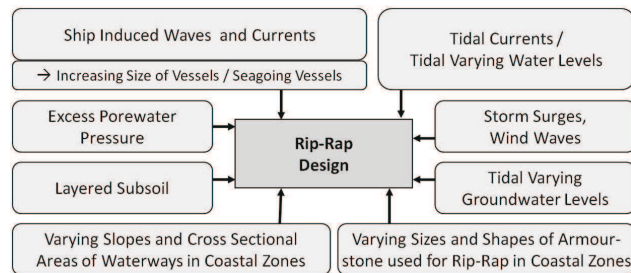 Ship Induced Waves and Currents
→ Increasing Size of Vessels / Seagoing Vessels
Tidal Currents /
Tidal Varying Water Levels
Excess Porewater
Pressure
Rip-Rap
Design
Storm Surges,
Wind Waves
Layered Subsoil
Tidal Varying
Groundwater Levels
Varying Slopes and Cross Sectional
Areas of Waterways in Coastal Zones
Varying Sizes and Shapes of Armour-
stone used for Rip-Rap in Coastal Zones